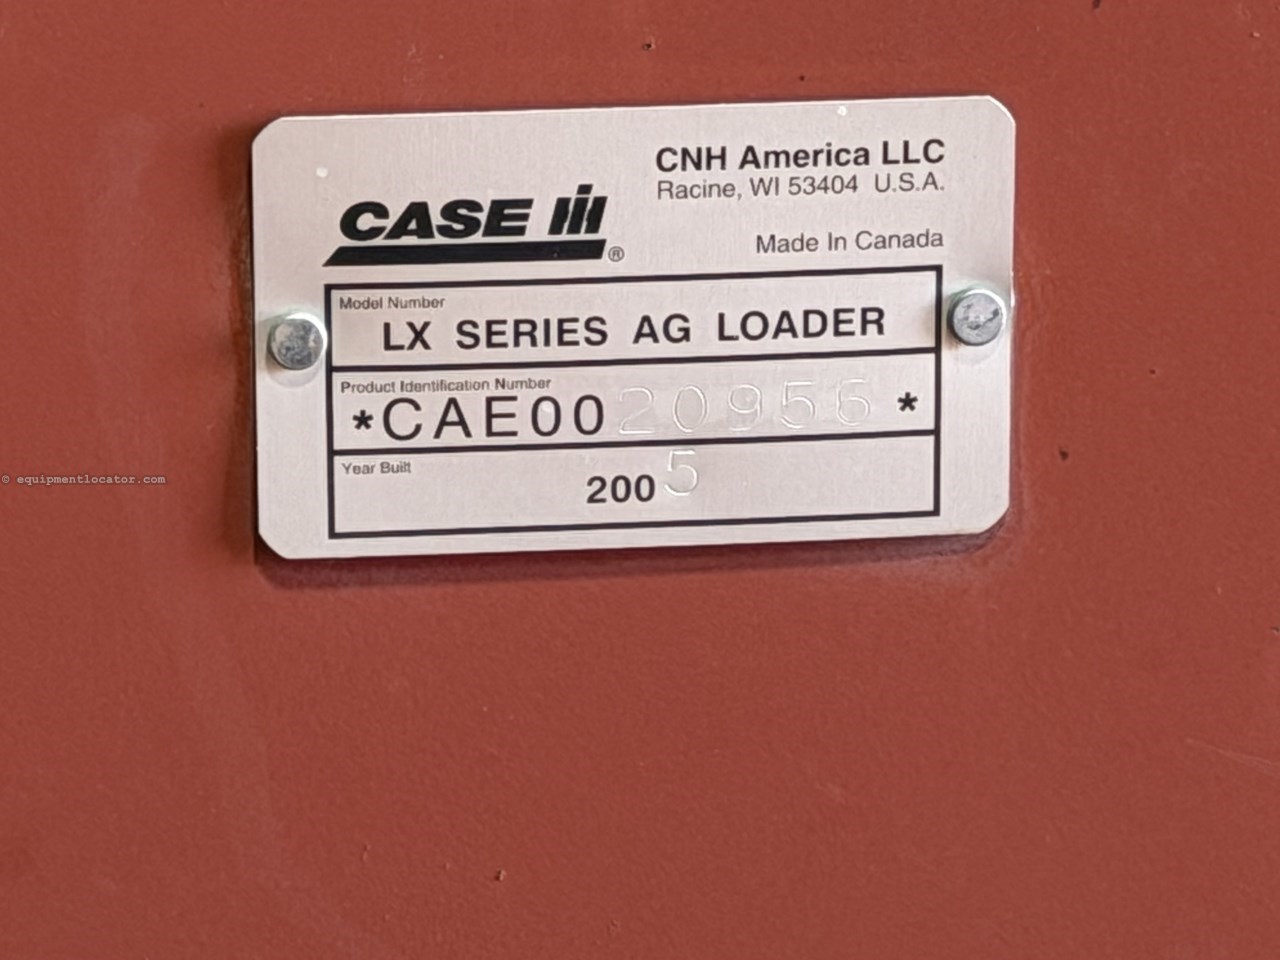 CNH America LLC
Racine, WI 53404 U.S.A.
CASE IH®
Made In Canada
Model Number
LX SERIES AG LOADER
Product Identification Number
*CAE0020956 *
Year Built
2005
© equipmentlocator.com